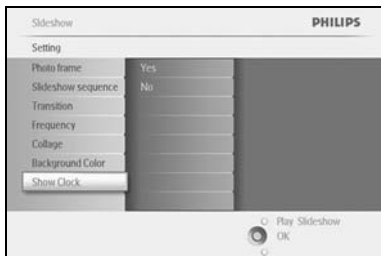 Slideshow PHILIPS
Setting
Photo frame Yes
Slideshow sequence No
Transition
Frequency
Collage
Background Color
Show Clock
Play Slideshow
OK